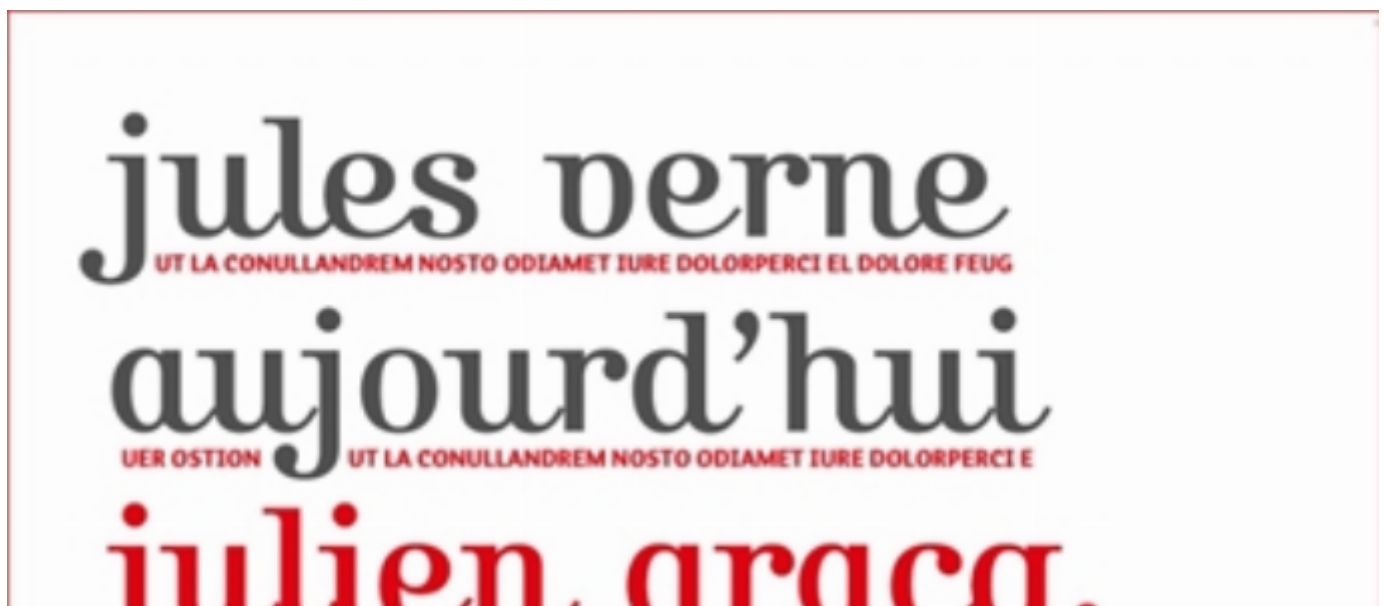 jules verne
UT LA CONULLANDREM NOSTO ODIAMET IURE DOLORPERCI EL DOLORE FEUG
aujourd’hui
UER OSTION UT LA CONULLANDREM NOSTO ODIAMET IURE DOLORPERCI E
julien gracq,